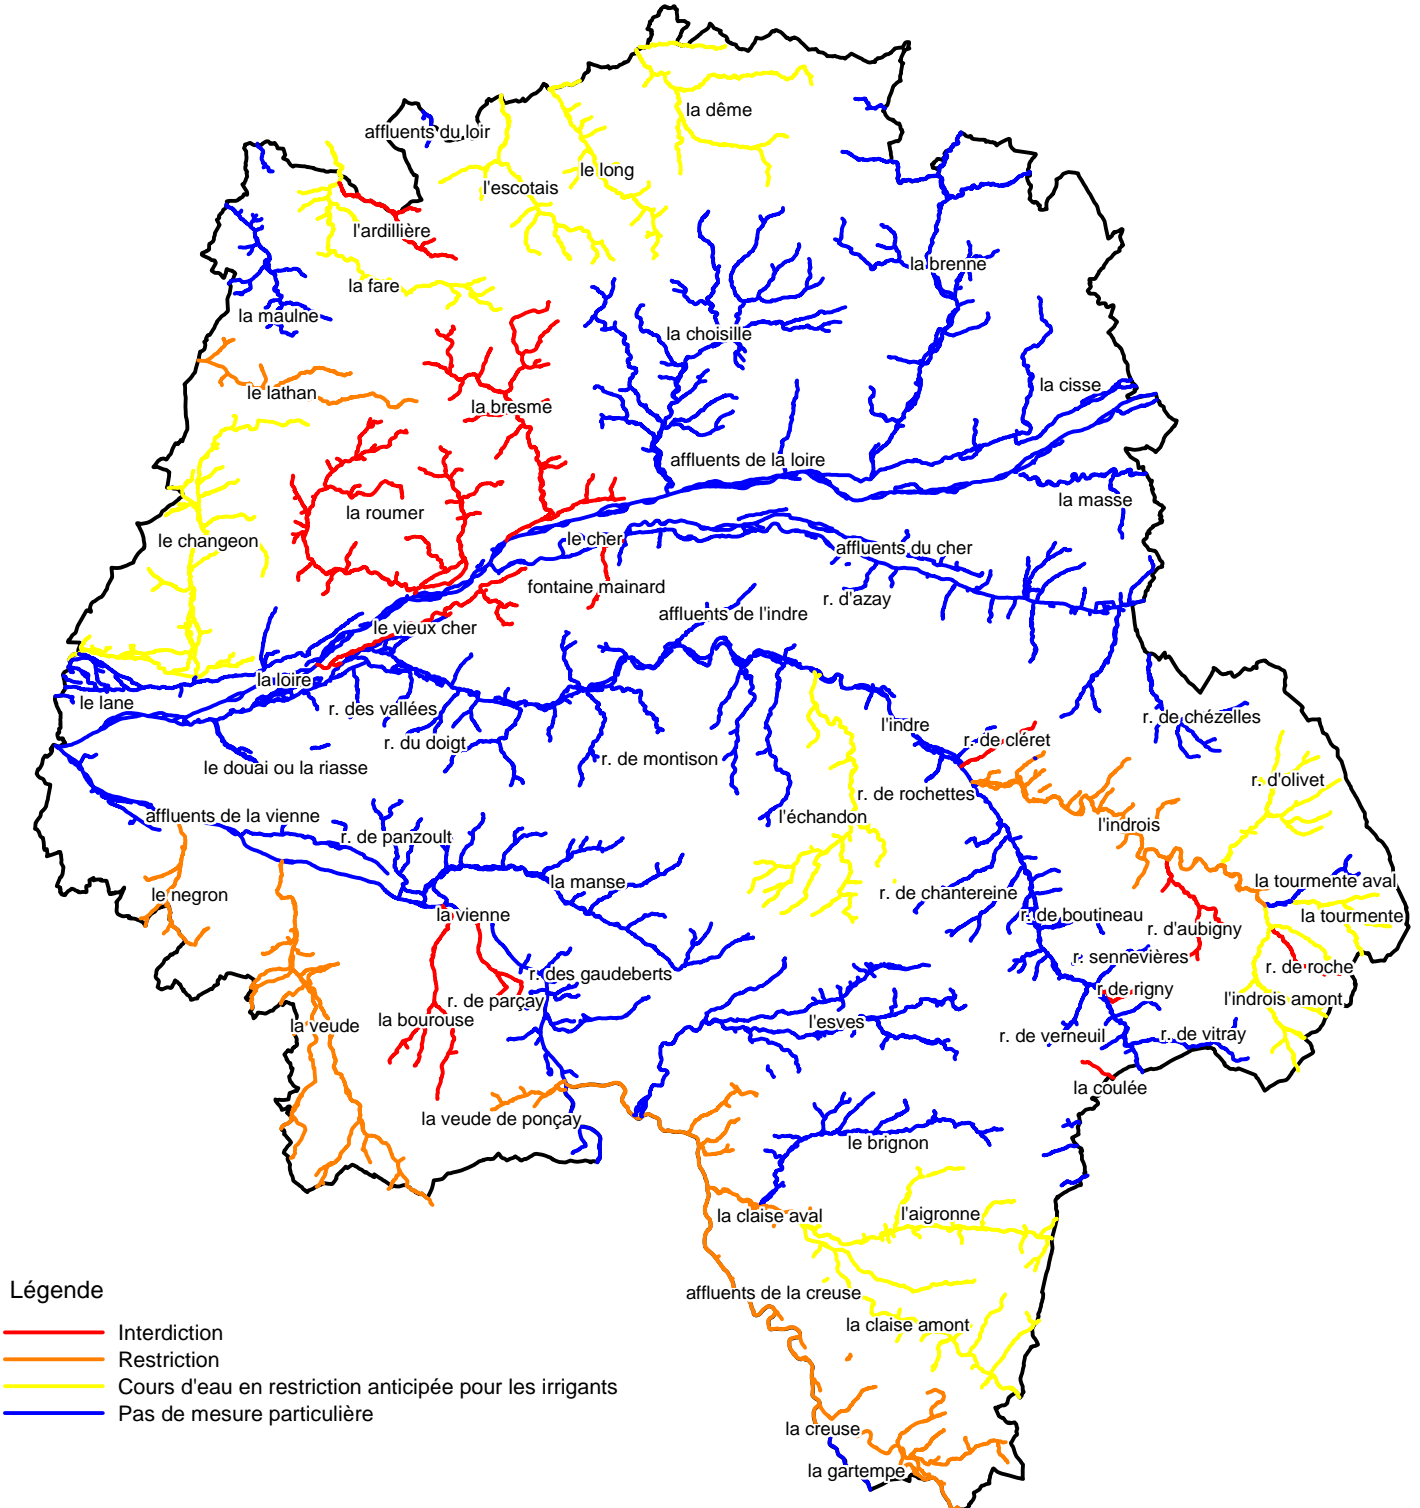 la dême
affluents du loir
le long
l'escotais
l'ardillière
la brenne
la fare
la maulne
la choisille
la cisse
le lathan
la bresme
affluents de la loire
la masse
la roumer
le changeon
le cher
affluents du cher
fontaine mainard
r. d'azay
affluents de l'indre
le vieux cher
la loire
le lane
r. des vallées
r. de chézelles
l'indre
r. du doigt
r. de cléret
r. de montison
le douai ou la riasse
r. d'olivet
r. de rochettes
affluents de la vienne
l'échandon
l'indrois
r. de panzoult
la manse
la tourmente aval
le negron
r. de chantereine
la vienne
r. de boutineau
la tourmente
r. d'aubigny
r. sennevières
r. de roche
r. des gaudeberts
r de rigny
r. de parçay
l'indrois amont
la bourouse
l'esves
la veude
r. de verneuil
r. de vitray
la coulée
la veude de ponçay
le brignon
la claise aval
l'aigronne
affluents de la creuse
la claise amont
la creuse
la gartempe
Légende
Interdiction
Restriction
Cours d'eau en restriction anticipée pour les irrigants
Pas de mesure particulière